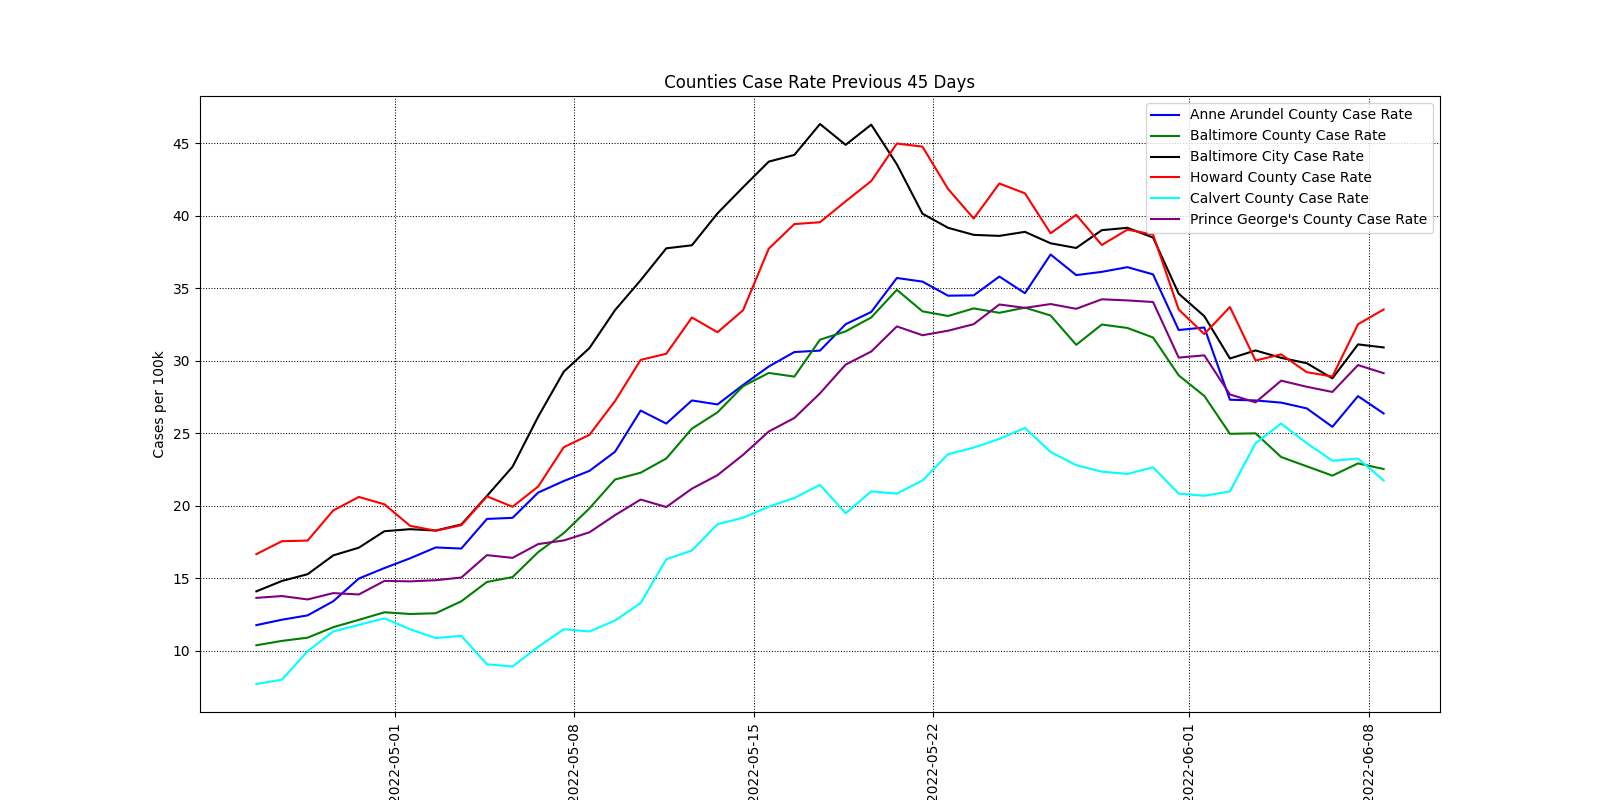 Counties Case Rate Previous 45 Days
Anne Arundel County Case Rate
Baltimore County Case Rate
Baltimore City Case Rate
Howard County Case Rate
Calvert County Case Rate
Prince George's County Case Rate
Cases per 100k
45
40
35
30
25
20
15
10
2022-05-01
2022-05-08
2022-05-15
2022-05-22
2022-06-01
2022-06-08